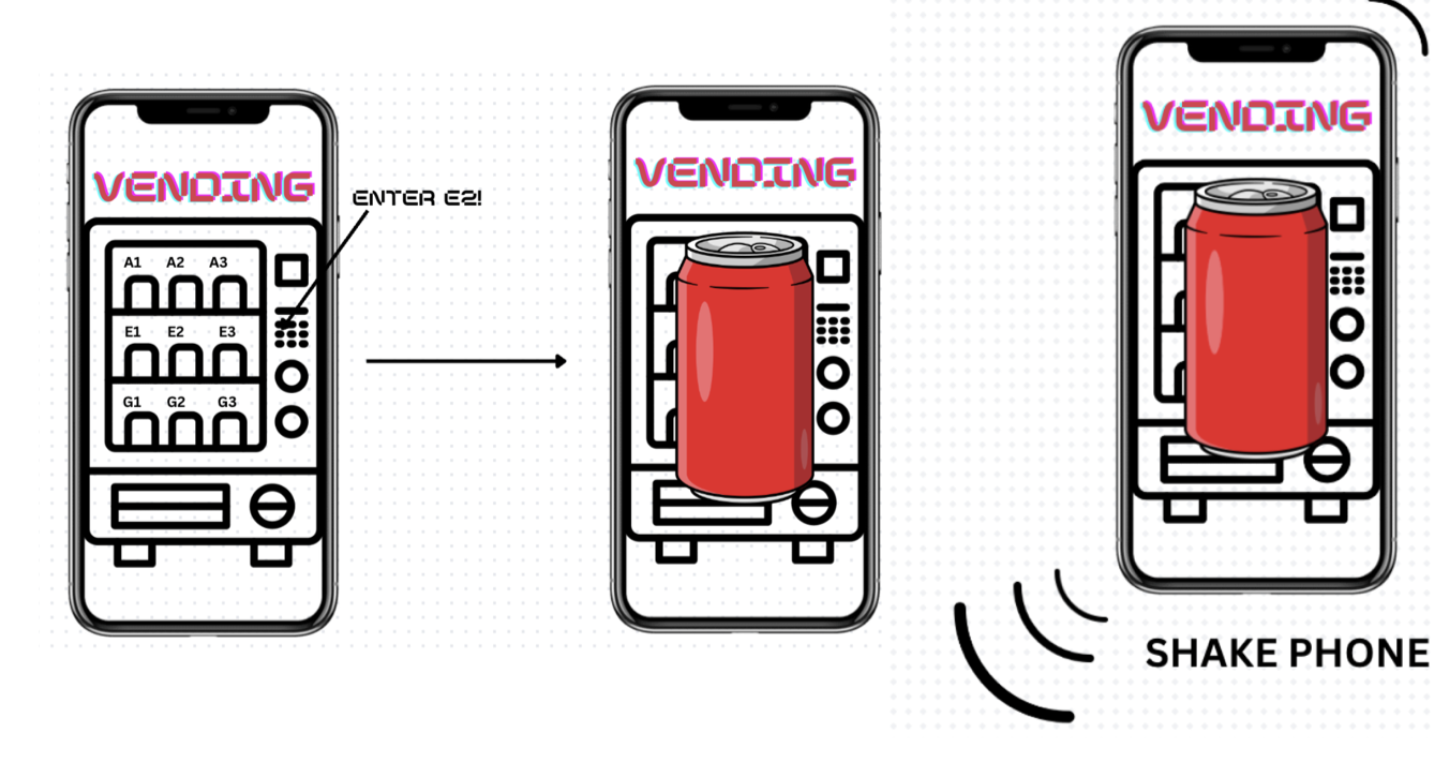 VENDING
A1 A2 A3
E1 E2 E3
G1 G2 G3
ENTER E2!
VENDING
VENDING
SHAKE PHONE